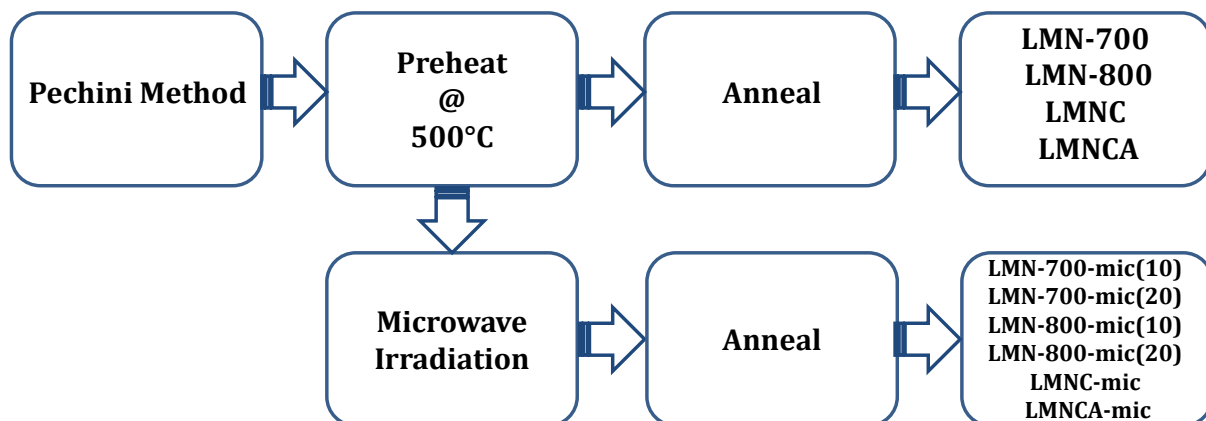 Pechini Method
Preheat
@
500°C
Anneal
LMN-700
LMN-800
LMNC
LMNCA
Microwave
Irradiation
Anneal
LMN-700-mic(10)
LMN-700-mic(20)
LMN-800-mic(10)
LMN-800-mic(20)
LMNC-mic
LMNCA-mic